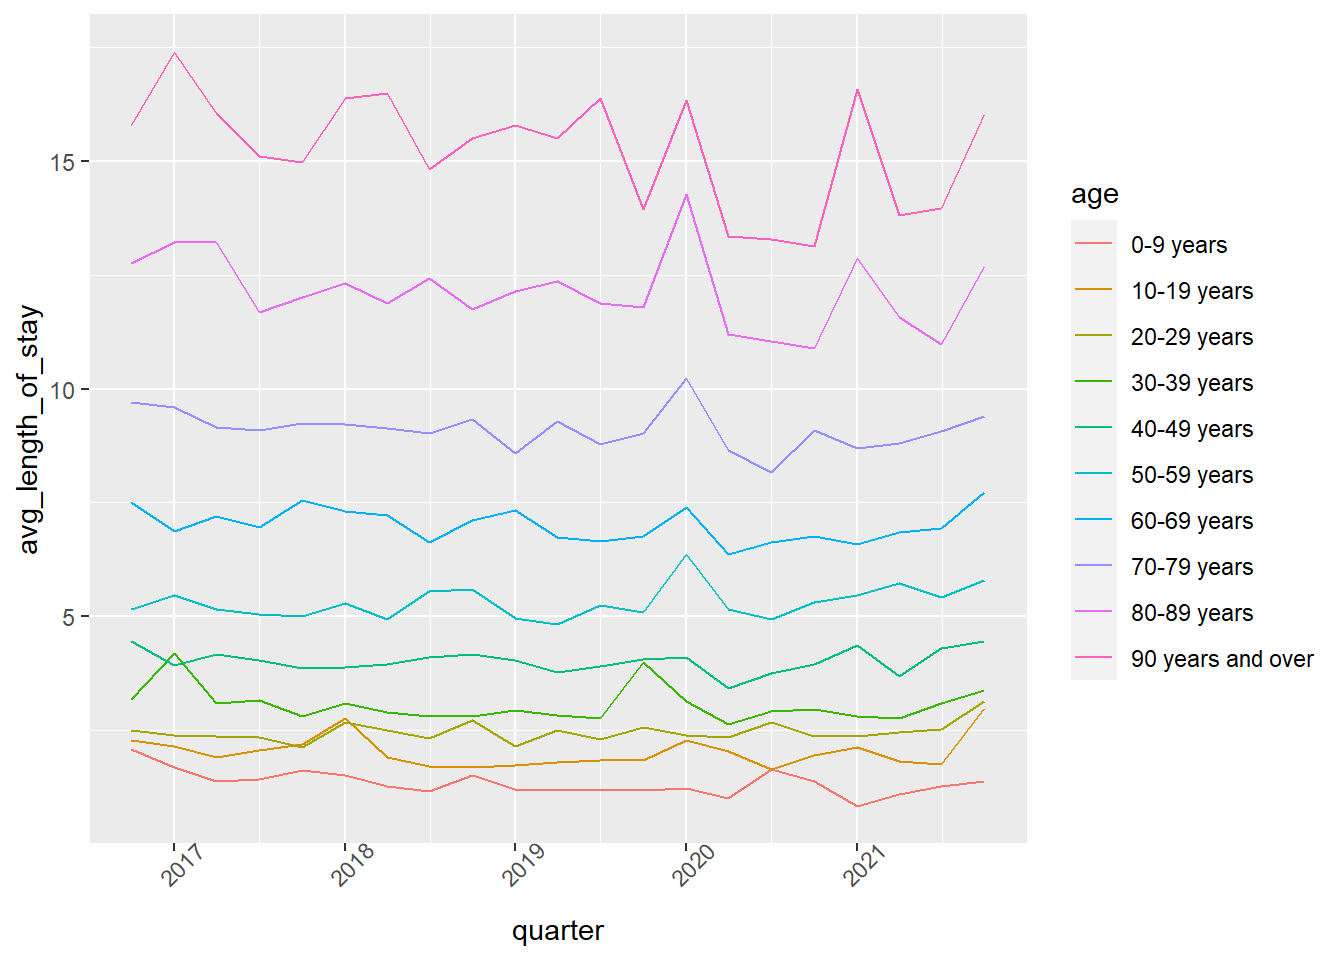 avg_length_of_stay
15
10
5
2017
2018
2019
2020
2021
quarter
age
0-9 years
10-19 years
20-29 years
30-39 years
40-49 years
50-59 years
60-69 years
70-79 years
80-89 years
90 years and over